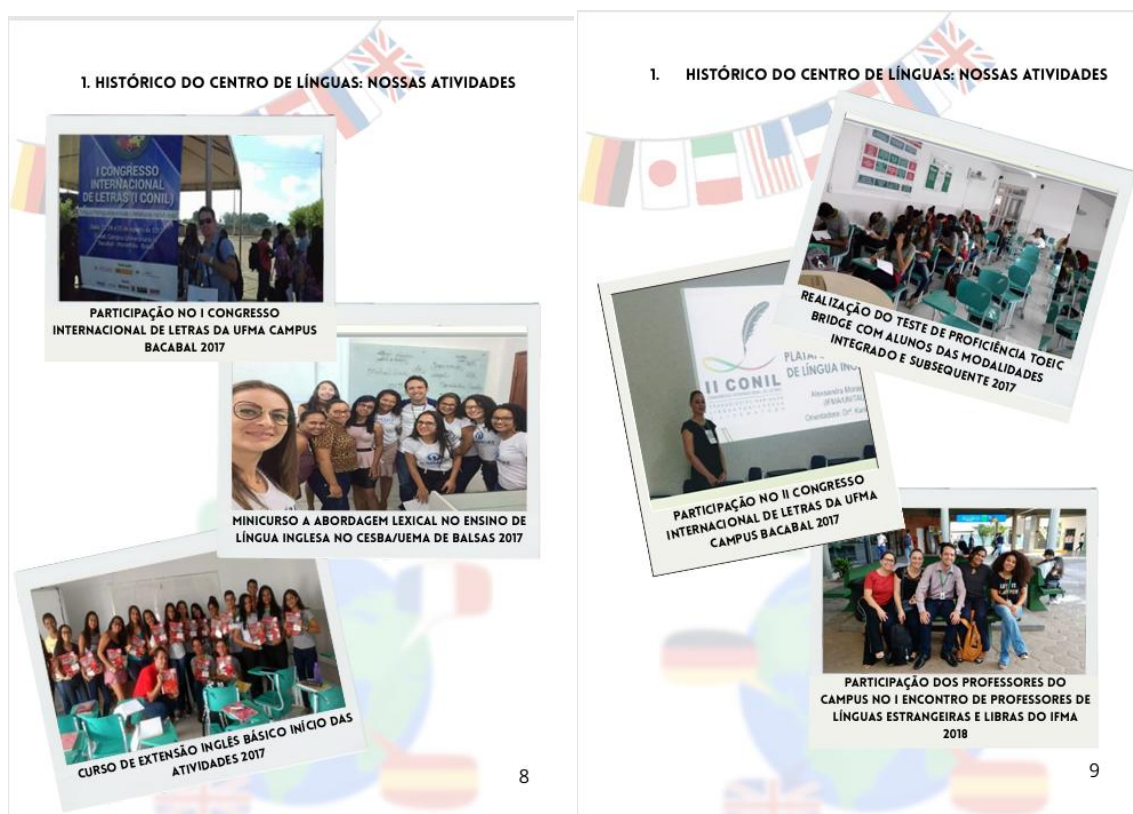 1. HISTÓRICO DO CENTRO DE LÍNGUAS: NOSSAS ATIVIDADES
I CONGRESSO
INTERNACIONAL
DE LETRAS (I CONIL)
PARTICIPAÇÃO NO I CONGRESSO
INTERNACIONAL DE LETRAS DA UFMA CAMPUS
BACABAL 2017
MINICURSO A ABORDAGEM LEXICAL NO ENSINO DE
LÍNGUA INGLESA NO CESBA/UEMA DE BALSAS 2017
CURSO DE EXTENSÃO INGLÊS BÁSICO INÍCIO DAS
ATIVIDADES 2017
8
1. HISTÓRICO DO CENTRO DE LÍNGUAS: NOSSAS ATIVIDADES
REALIZAÇÃO DO TESTE DE PROFICIÊNCIA TOEIC
BRIDGE COM ALUNOS DAS MODALIDADES
INTEGRADO E SUBSEQUENTE 2017
II CONIL
DE LÍNGUA
Alessandra
(IFMA/UNITAU
PARTICIPAÇÃO NO II CONGRESSO
INTERNACIONAL DE LETRAS DA UFMA
CAMPUS BACABAL 2017
PARTICIPAÇÃO DOS PROFESSORES DO
CAMPUS NO I ENCONTRO DE PROFESSORES DE
LÍNGUAS ESTRANGEIRAS E LIBRAS DO IFMA
2018
9